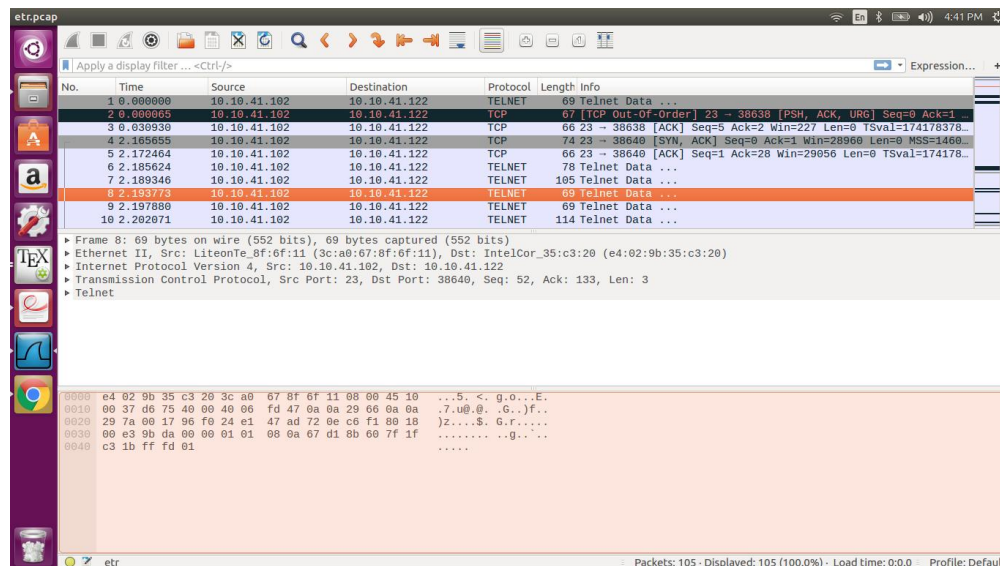 etr.pcap
En
4:41 PM
Apply a display filter ... <Ctrl-/>
Expression... +
No. Time Source Destination Protocol Length Info
1 0.000000 10.10.41.102 10.10.41.122 TELNET 69 Telnet Data ...
2 0.000065 10.10.41.102 10.10.41.122 TCP 67 [TCP Out-Of-Order] 23 → 38638 [PSH, ACK, URG] Seq=0 Ack=1 …
3 0.030930 10.10.41.102 10.10.41.122 TCP 66 23 → 38638 [ACK] Seq=5 Ack=2 Win=227 Len=0 TSval=174178378…
4 2.165655 10.10.41.102 10.10.41.122 TCP 74 23 → 38640 [SYN, ACK] Seq=0 Ack=1 Win=28960 Len=0 MSS=1460…
5 2.172464 10.10.41.102 10.10.41.122 TCP 66 23 → 38640 [ACK] Seq=1 Ack=28 Win=29056 Len=0 TSval=174178…
6 2.185624 10.10.41.102 10.10.41.122 TELNET 78 Telnet Data ...
7 2.189346 10.10.41.102 10.10.41.122 TELNET 105 Telnet Data ...
8 2.193773 10.10.41.102 10.10.41.122 TELNET 69 Telnet Data ...
9 2.197880 10.10.41.102 10.10.41.122 TELNET 69 Telnet Data ...
10 2.202071 10.10.41.102 10.10.41.122 TELNET 114 Telnet Data ...
Frame 8: 69 bytes on wire (552 bits), 69 bytes captured (552 bits)
Ethernet II, Src: LiteonTe_8f:6f:11 (3c:a0:67:8f:6f:11), Dst: IntelCor_35:c3:20 (e4:02:9b:35:c3:20)
Internet Protocol Version 4, Src: 10.10.41.102, Dst: 10.10.41.122
Transmission Control Protocol, Src Port: 23, Dst Port: 38640, Seq: 52, Ack: 133, Len: 3
Telnet
0000 e4 02 9b 35 c3 20 3c a0 67 8f 6f 11 08 00 45 10 ...5. <. g.o...E.
0010 00 37 d6 75 40 00 40 06 fd 47 0a 0a 29 66 0a 0a .7.u@.@. .G..)f..
0020 29 7a 00 17 96 f0 24 e1 47 ad 72 0e c6 f1 80 18 )z....$. G.r.....
0030 00 e3 9b da 00 00 01 01 08 0a 67 d1 8b 60 7f 1f ........ ..g..`..
0040 c3 1b ff fd 01 .....
a
TEX
etr
Packets: 105 · Displayed: 105 (100.0%) · Load time: 0:0.0
Profile: Defaul